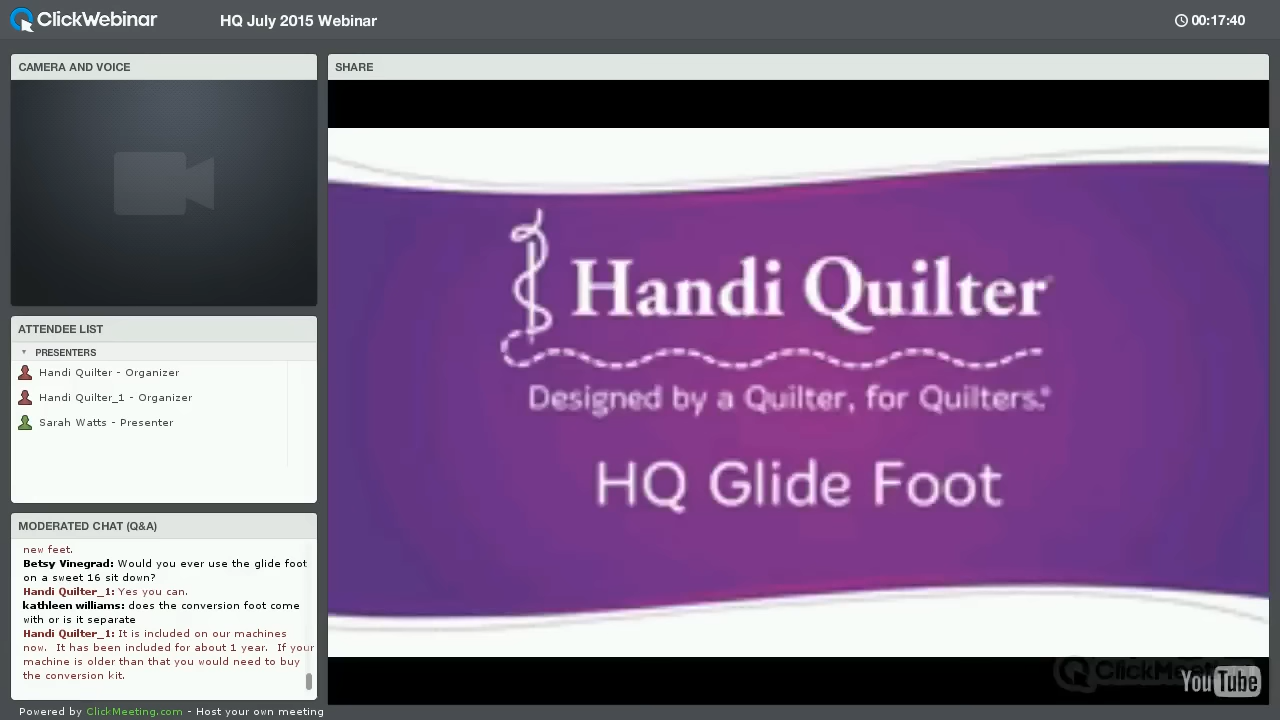 ClickWebinar
HQ July 2015 Webinar
00:17:40
CAMERA AND VOICE
SHARE
Handi Quilter
Designed by a Quilter, for Quilters.®
HQ Glide Foot
ATTENDEE LIST
PRESENTERS
Handi Quilter - Organizer
Handi Quilter_1 - Organizer
Sarah Watts - Presenter
MODERATED CHAT (Q&A)
new feet.
Betsy Vinegrad: Would you ever use the glide foot
on a sweet 16 sit down?
Handi Quilter_1: Yes you can.
kathleen williams: does the conversion foot come
with or is it separate
Handi Quilter_1: It is included on our machines
now. It has been included for about 1 year. If your
machine is older than that you would need to buy
the conversion kit.
ClickMeeting
YouTube
Powered by ClickMeeting.com - Host your own meeting